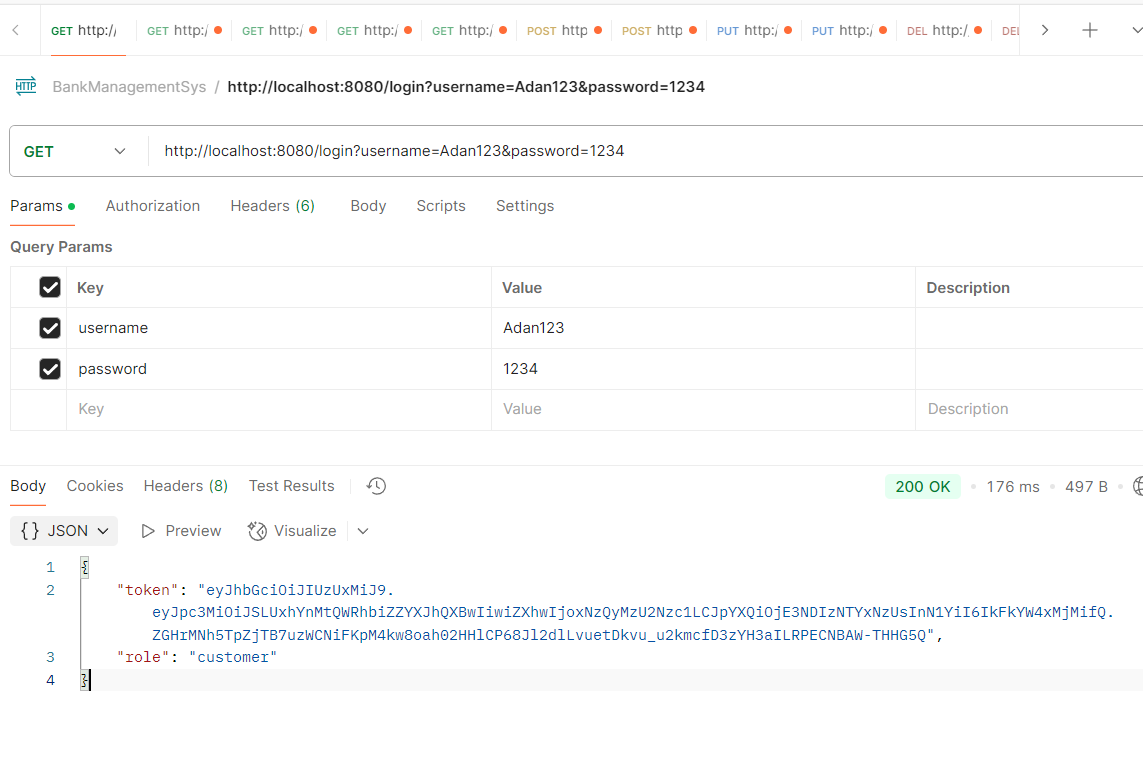 GET http:// GET http:/ GET http:/ GET http:/ GET http:/ POST http POST http PUT http:/ PUT http:/ DEL http:/ DEL
HTTP BankManagementSys / http://localhost:8080/login?username=Adan123&password=1234
GET http://localhost:8080/login?username=Adan123&password=1234
Params Authorization Headers (6) Body Scripts Settings
Query Params
Key Value Description
username Adan123
password 1234
Key Value Description
Body Cookies Headers (8) Test Results 200 OK 176 ms 497 B
{} JSON Preview Visualize
1 {
2 "token": "eyJhbGciOiJIUzUxMiJ9.
eyJpc3MiOiJSLUxhYnMtQWRhbiZZYXJhQXBwIiwiZXhwIjoxNzQyMzU2Nzc1LCJpYXQiOjE3NDIzNTYxNzUsInN1YiI6IkFkYW4xMjMifQ.
ZGHrMNh5TpZjTB7uzWCNiFKpM4kw8oah02HHlCP68Jl2dlLvuetDkvu_u2kmcfD3zYH3aILRPECNBAW-THHG5Q",
3 "role": "customer"
4 }